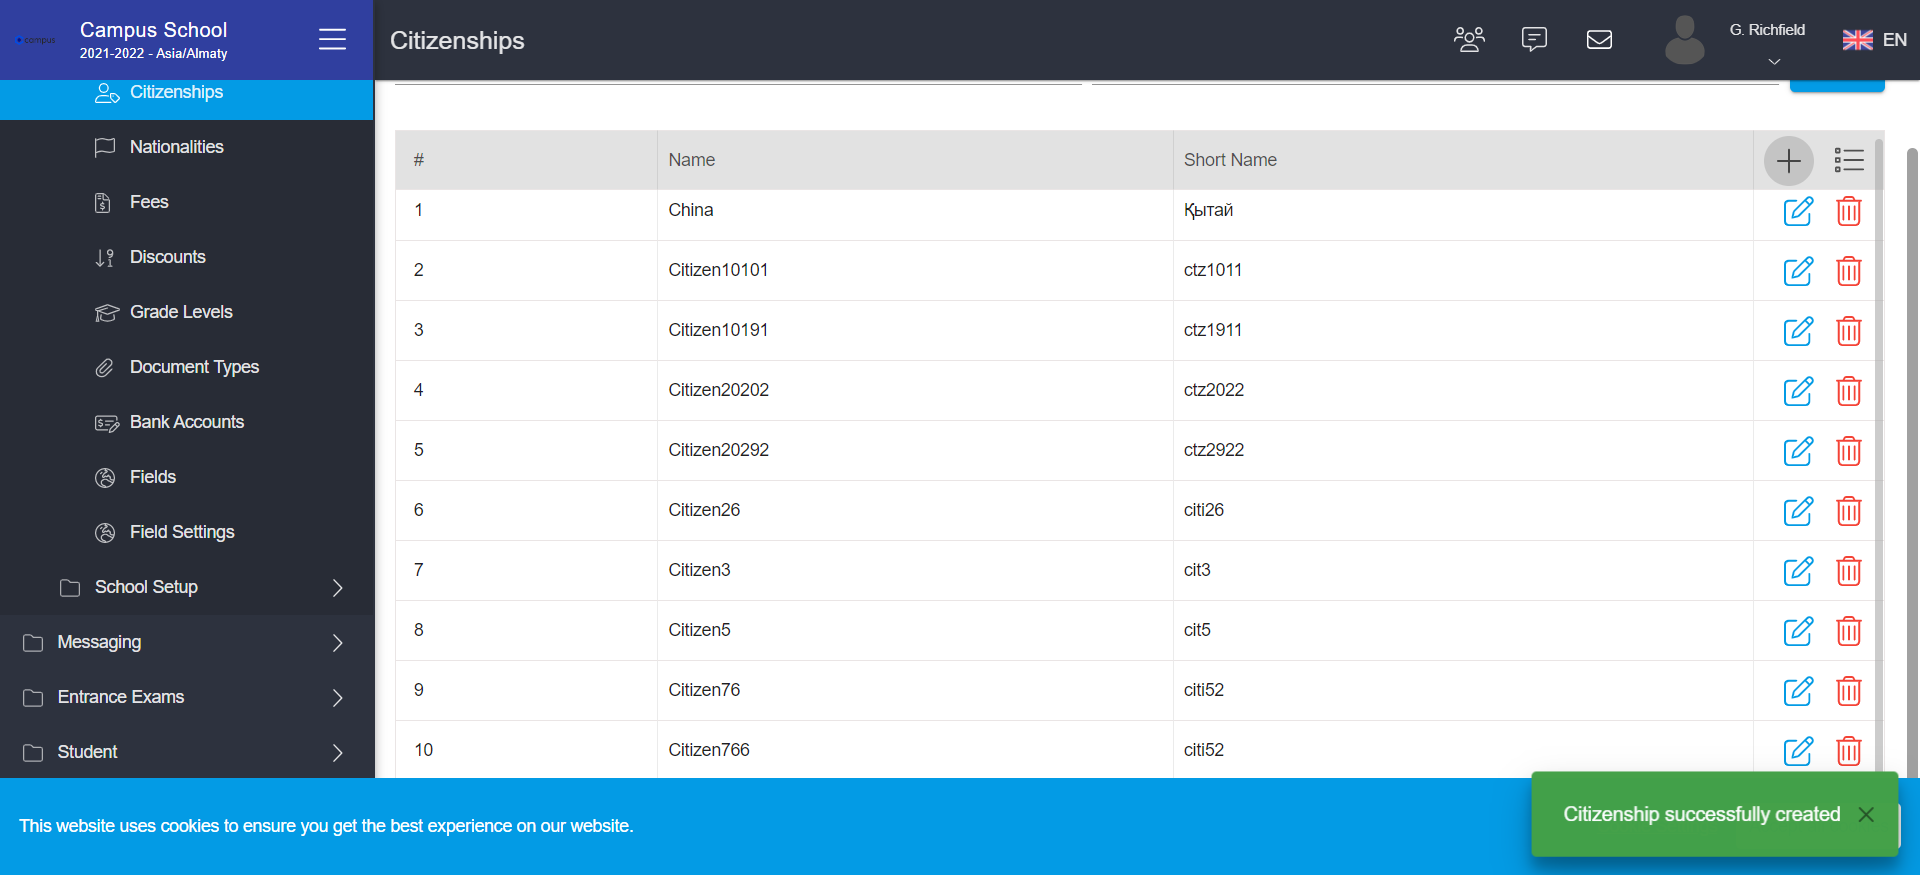 campus
Campus School
2021-2022 - Asia/Almaty
Citizenships
G. Richfield
EN
Citizenships
Nationalities
Fees
Discounts
Grade Levels
Document Types
Bank Accounts
Fields
Field Settings
School Setup
Messaging
Entrance Exams
Student
# Name Short Name
1 China Қытай
2 Citizen10101 ctz1011
3 Citizen10191 ctz1911
4 Citizen20202 ctz2022
5 Citizen20292 ctz2922
6 Citizen26 citi26
7 Citizen3 cit3
8 Citizen5 cit5
9 Citizen76 citi52
10 Citizen766 citi52
This website uses cookies to ensure you get the best experience on our website.
Citizenship successfully created